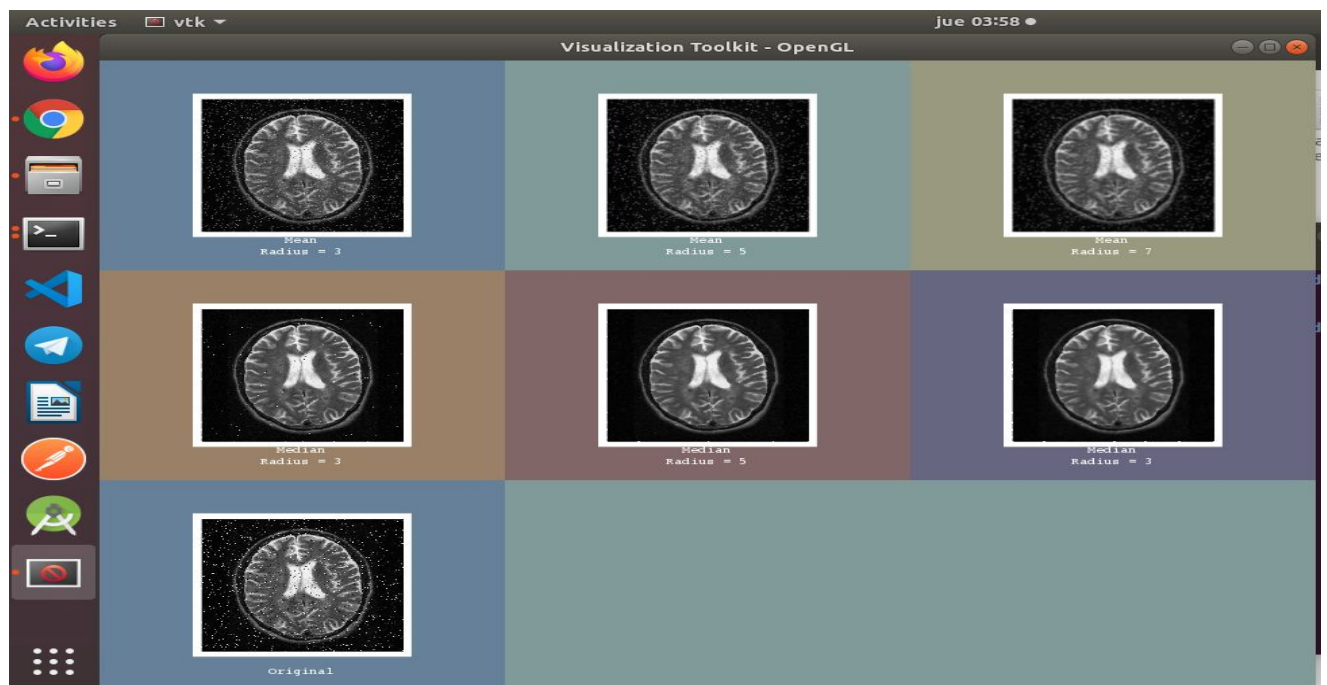 Activities vtk jue 03:58
Visualization Toolkit - OpenGL
Mean
Radius = 3
Mean
Radius = 5
Mean
Radius = 7
Median
Radius = 3
Median
Radius = 5
Median
Radius = 3
Original